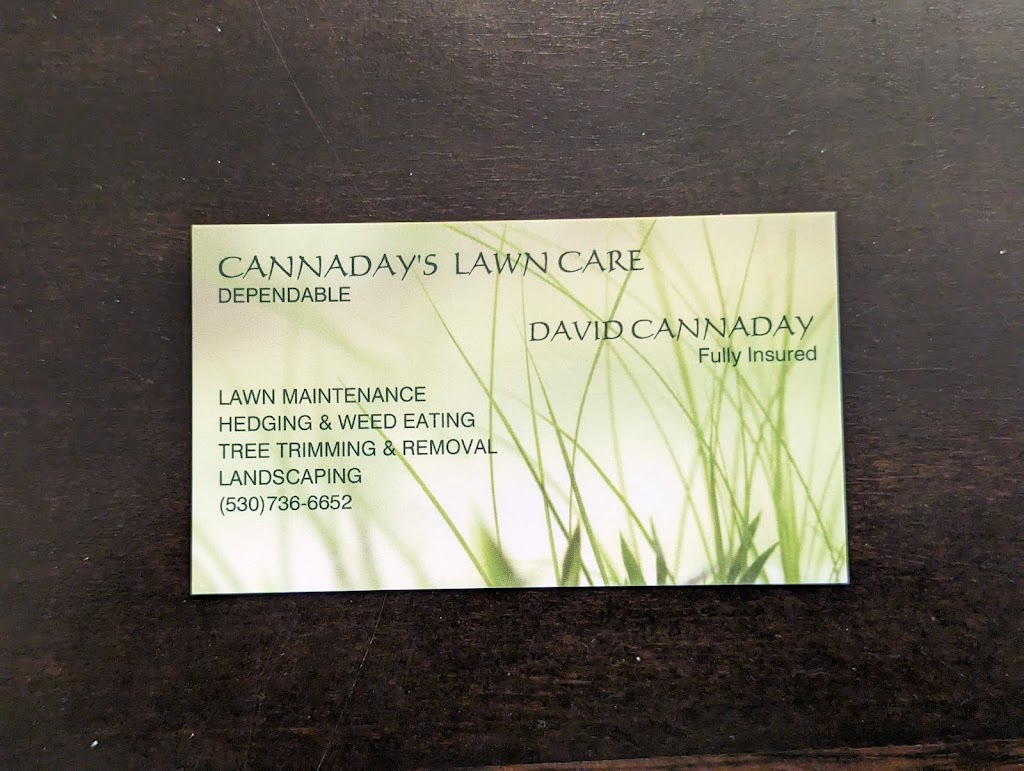 CANNADAY'S LAWN CARE
DEPENDABLE
DAVID CANNADAY
Fully Insured
LAWN MAINTENANCE
HEDGING & WEED EATING
TREE TRIMMING & REMOVAL
LANDSCAPING
(530)736-6652